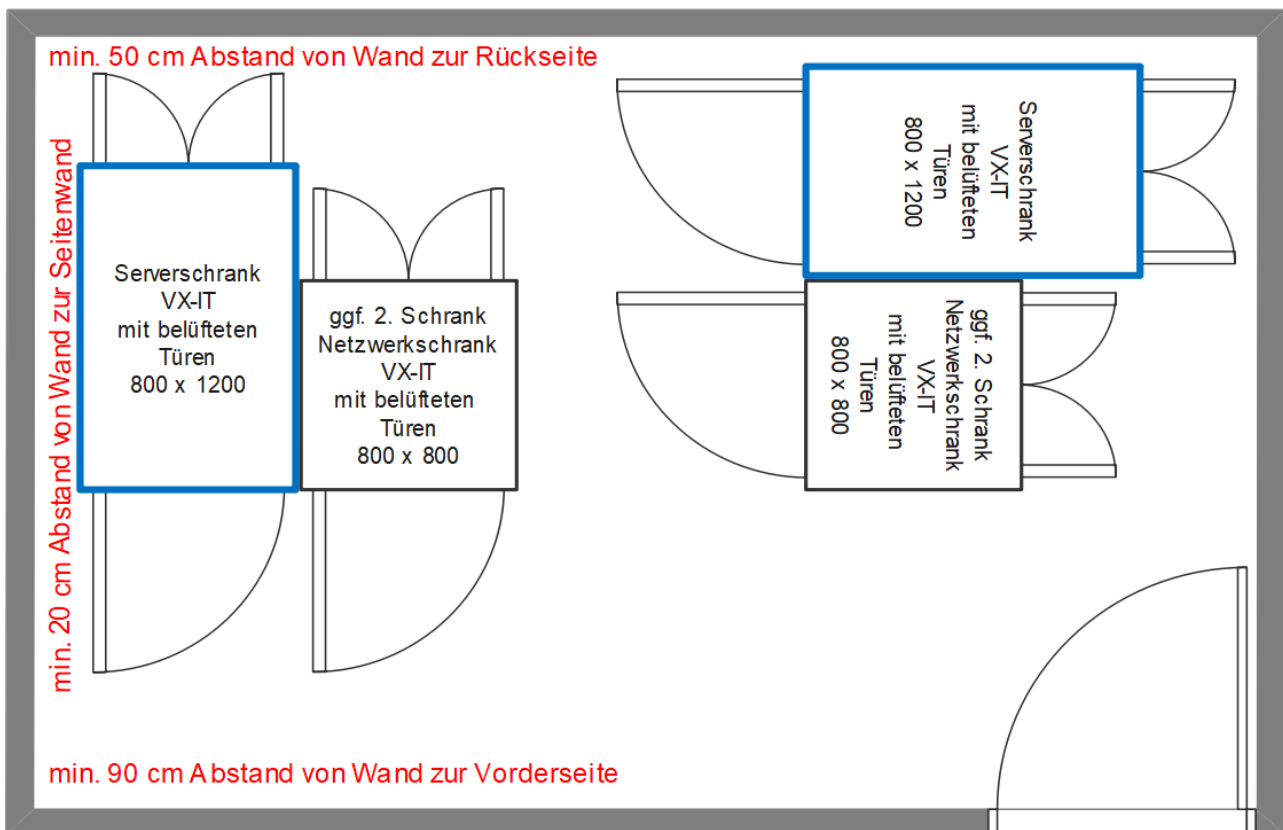 min. 50 cm Abstand von Wand zur Rückseite
min. 20 cm Abstand von Wand zur Seitenwand
Serverschrank
VX-IT
mit belüfteten
Türen
800 x 1200
ggf. 2. Schrank
Netzwerkschrank
VX-IT
mit belüfteten
Türen
800 x 800
Serverschrank
VX-IT
mit belüfteten
Türen
800 x 1200
ggf. 2. Schrank
Netzwerkschrank
VX-IT
mit belüfteten
Türen
800 x 800
min. 90 cm Abstand von Wand zur Vorderseite